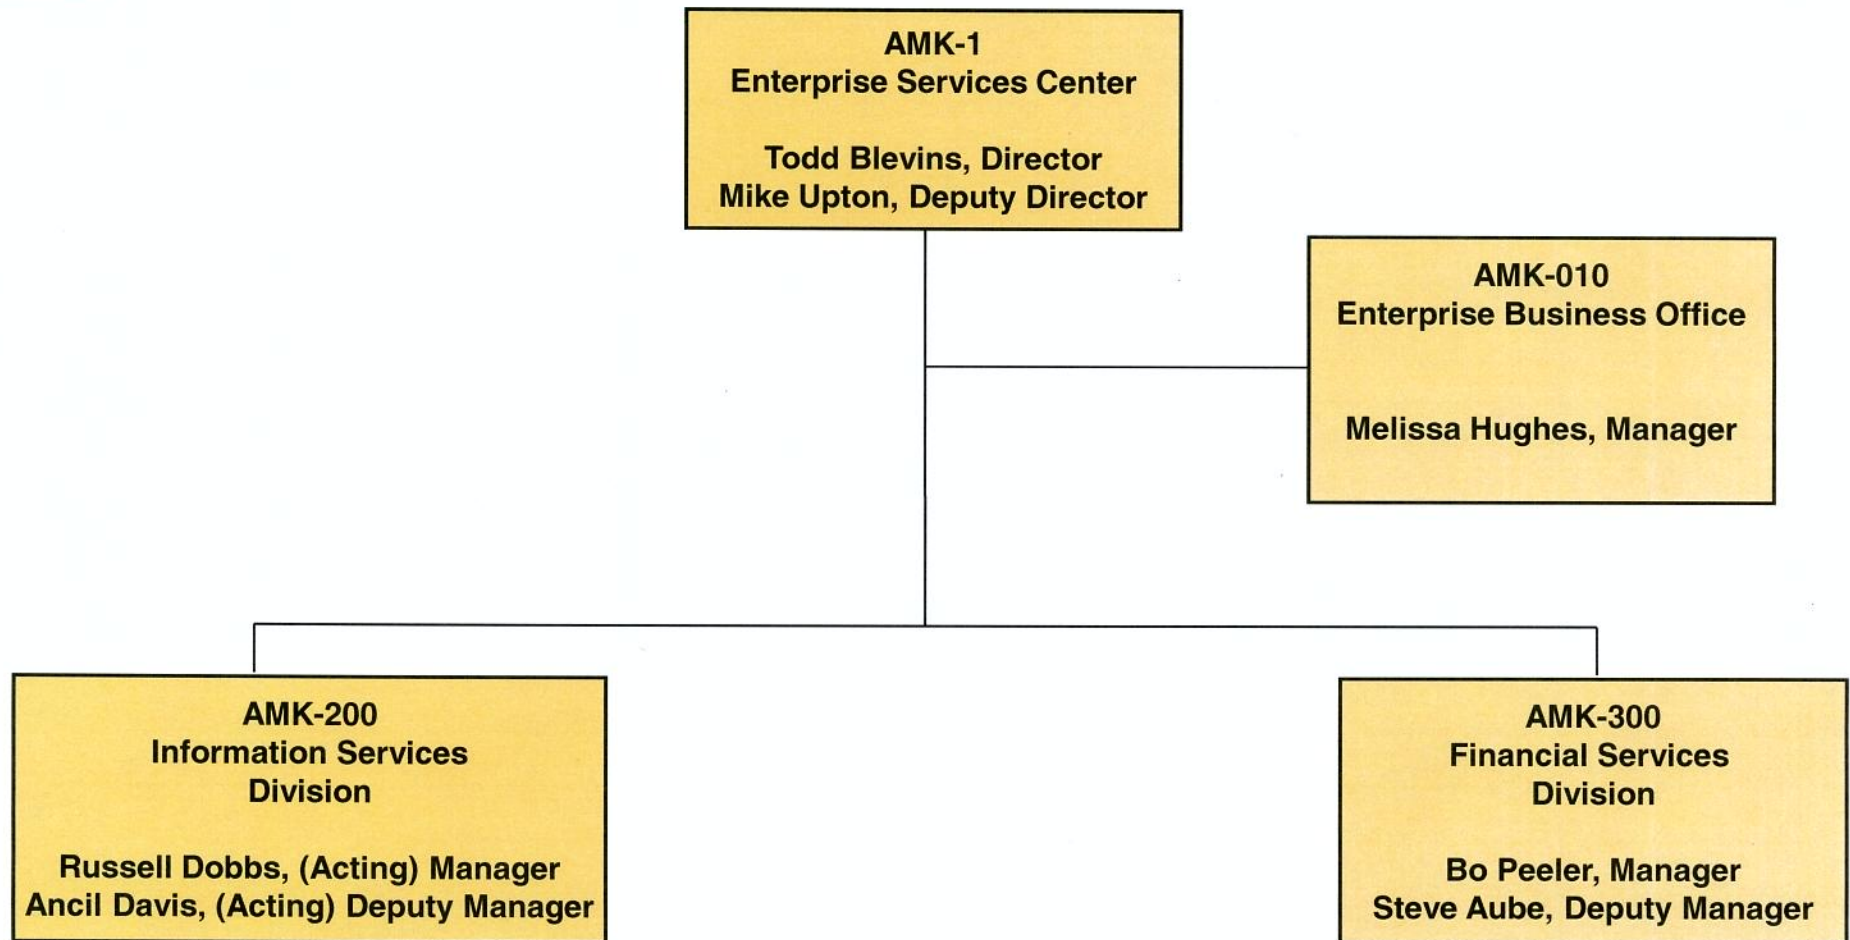 AMK-1
Enterprise Services Center
Todd Blevins, Director
Mike Upton, Deputy Director
AMK-010
Enterprise Business Office
Melissa Hughes, Manager
AMK-200
Information Services
Division
Russell Dobbs, (Acting) Manager
Ancil Davis, (Acting) Deputy Manager
AMK-300
Financial Services
Division
Bo Peeler, Manager
Steve Aube, Deputy Manager